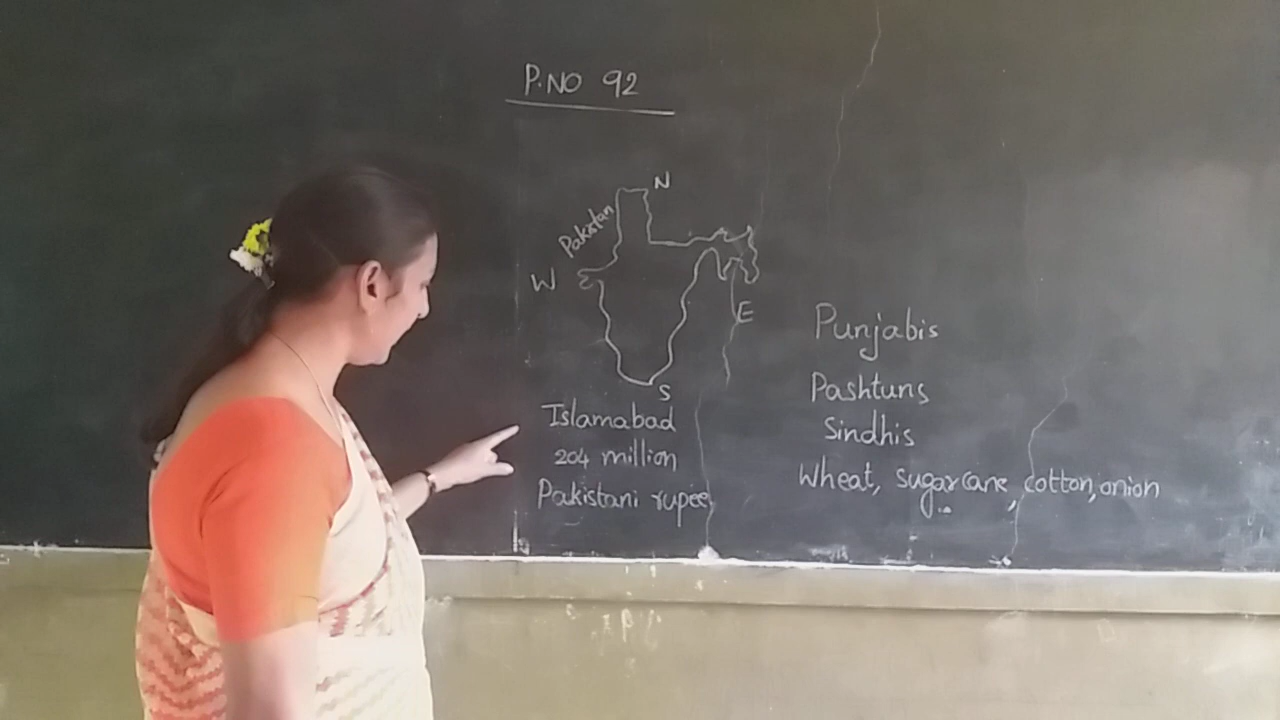 P.NO 92
N
Pakistan
W
E
S
Islamabad
204 million
Pakistani rupee
Punjabis
Pashtuns
Sindhis
Wheat, sugarcane, cotton, onion